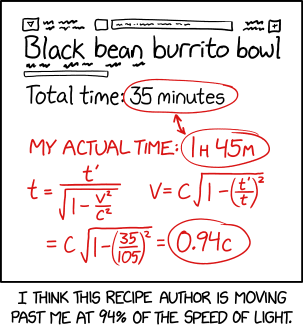 Black bean burrito bowl
Total time: 35 minutes
MY ACTUAL TIME: 1H 45M
t = t' / √(1 - v²/c²)   V = C√(1 - (t'/t)²)
= C√(1 - (35/105)²) = 0.94c
I THINK THIS RECIPE AUTHOR IS MOVING
PAST ME AT 94% OF THE SPEED OF LIGHT.